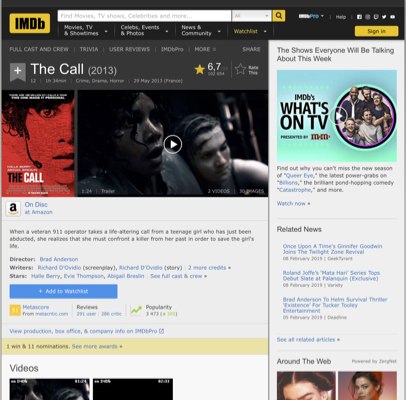 IMDb
Find Movies, TV shows, Celebrities and more...
All
IMDbPro
Help
Movies, TV
& Showtimes
Celebs, Events
& Photos
News &
Community
Watchlist
Sign in
FULL CAST AND CREW | TRIVIA | USER REVIEWS | IMDbPro | MORE
SHARE
The Call (2013)
12 | 1h 34min | Crime, Drama, Horror | 29 May 2013 (France)
6,7
Rate
This
HALLE
BERRY
ABIGAIL
BRESLIN
THE CALL
1:24 | Trailer
2 VIDEOS | 30 IMAGES
On Disc
at Amazon
When a veteran 911 operator takes a life-altering call from a teenage girl who has just been
abducted, she realizes that she must confront a killer from her past in order to save the girl's
life.
Director: Brad Anderson
Writers: Richard D'Ovidio (screenplay), Richard D'Ovidio (story) | 2 more credits »
Stars: Halle Berry, Evie Thompson, Abigail Breslin | See full cast & crew »
+ Add to Watchlist
Metascore
From metacritic.com
Reviews
291 user | 286 critic
Popularity
3 473
View production, box office, & company info on IMDbPro
1 win & 11 nominations. See more awards »
Videos
The Shows Everyone Will Be Talking
About This Week
IMDb's
WHAT'S
ON TV
PRESENTED BY m&m's
Find out why you can't miss the new season
of "Queer Eye," the latest power-grabs on
"Billions," the brilliant pond-hopping comedy
"Catastrophe," and more.
Watch now »
Related News
Once Upon A Time's Ginnifer Goodwin
Joins The Twilight Zone Reboot
08 February 2019 | GeekTyrant
Roland Joffe's 'Mata Hari' Series Tops
Debut Slate at Palanquin (Exclusive)
08 February 2019 | Variety
Brad Anderson To Helm Survival Thriller
'Existence' For Tucker Tooley
Entertainment
05 February 2019 | Deadline
See all related articles »
Around The Web
Powered by ZergNet